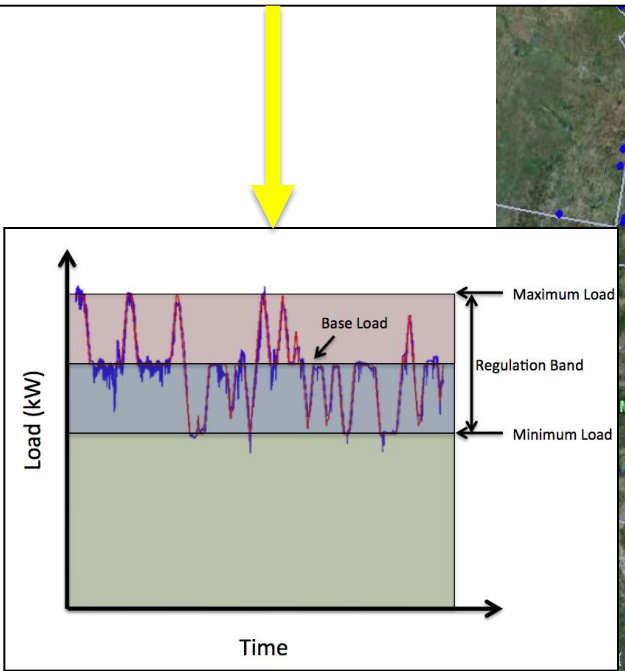 Maximum Load
Base Load
Regulation Band
Minimum Load
Load (kW)
Time